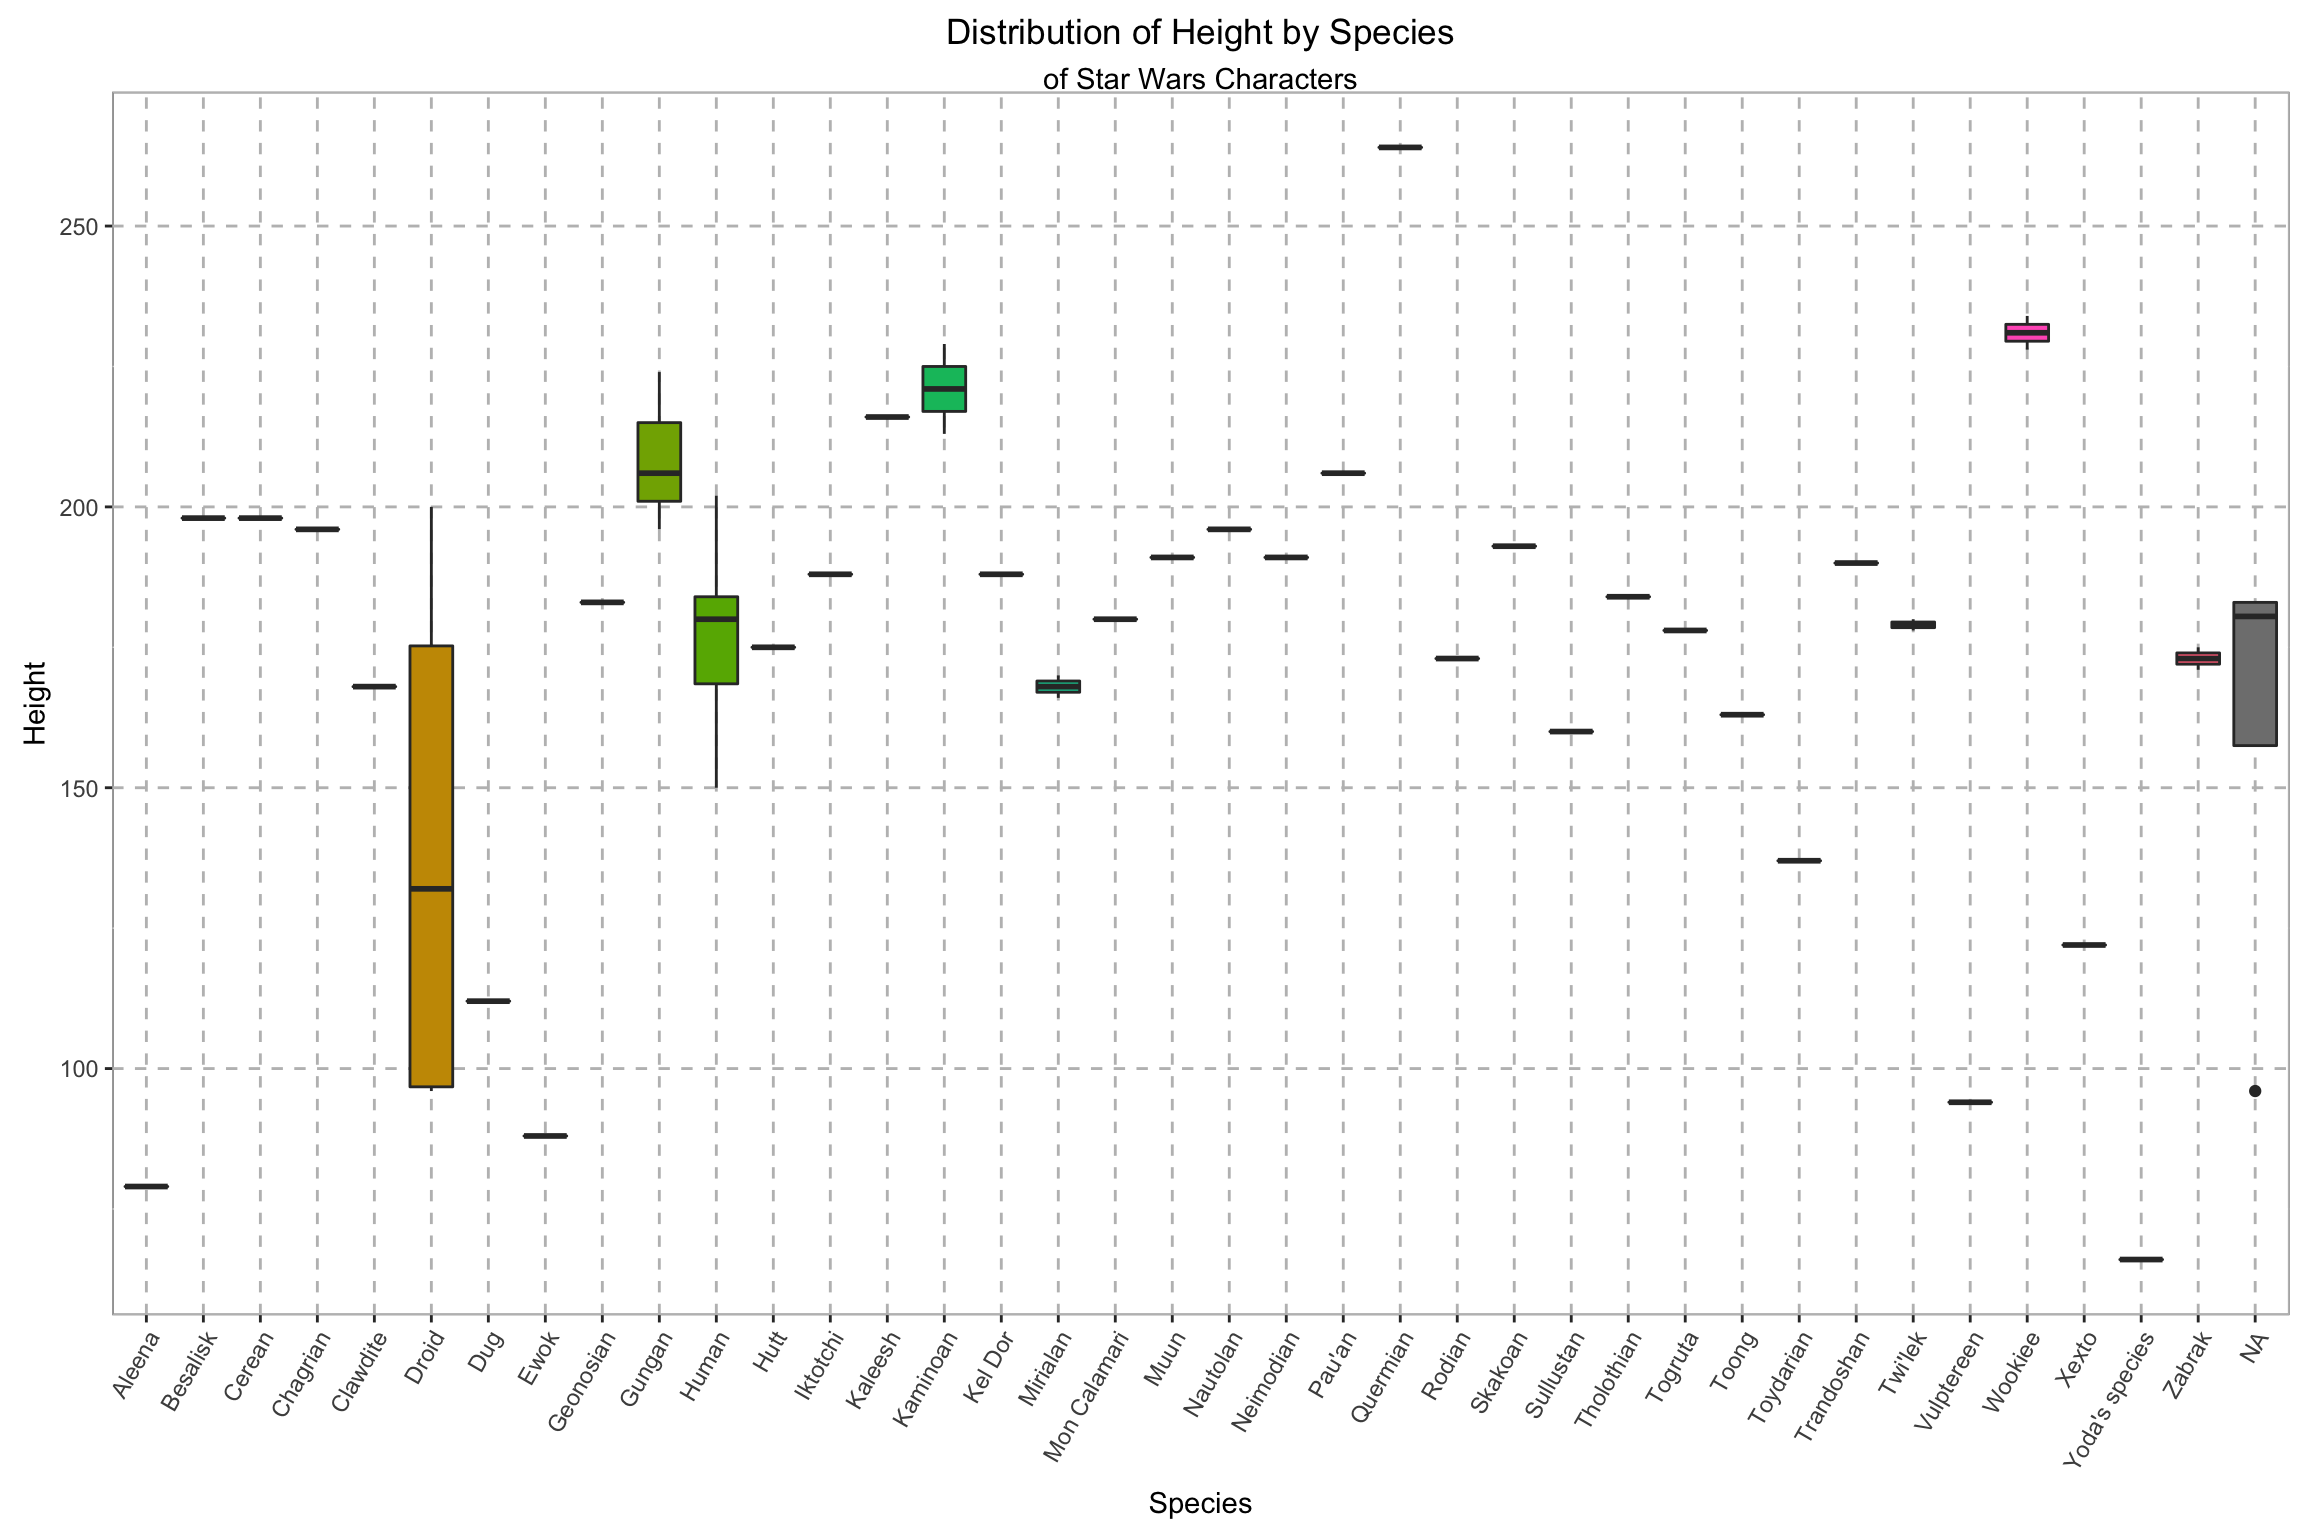 Distribution of Height by Species
of Star Wars Characters
Height
250
200
150
100
Aleena
Besalisk
Cerean
Chagrian
Clawdite
Droid
Dug
Ewok
Geonosian
Gungan
Human
Hutt
Iktotchi
Kaleesh
Kaminoan
Kel Dor
Mirialan
Mon Calamari
Muun
Nautolan
Neimodian
Pau'an
Quermian
Rodian
Skakoan
Sullustan
Tholothian
Togruta
Toong
Toydarian
Trandoshan
Twi'lek
Vulptereen
Wookiee
Xexto
Yoda's species
Zabrak
NA
Species